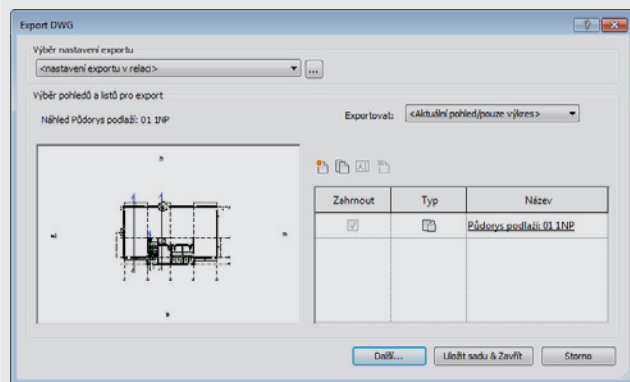 Export DWG
Výběr nastavení exportu
<nastavení exportu v relaci>
...
Výběr pohledů a listů pro export
Náhled Půdorys podlaží: 01 1NP
Exportovat:
<Aktuální pohled/pouze výkres>
Zahrnout Typ Název
Půdorys podlaží: 01 1NP
Další... Uložit sadu & Zavřít Storno